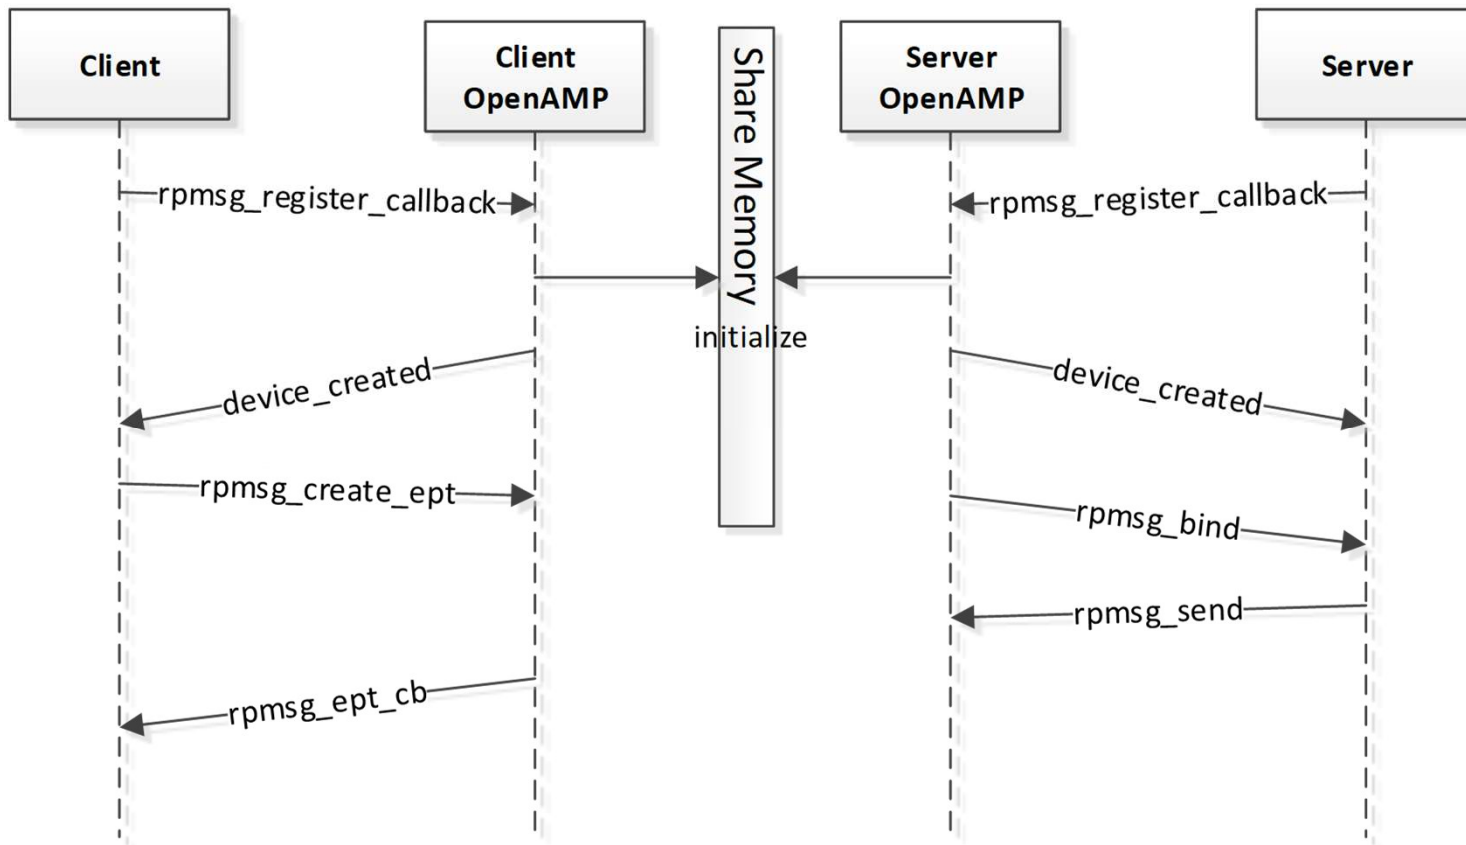 Client
Client
OpenAMP
Share Memory
Server
OpenAMP
Server
rpmsg_register_callback
rpmsg_register_callback
initialize
device_created
device_created
rpmsg_create_ept
rpmsg_bind
rpmsg_send
rpmsg_ept_cb